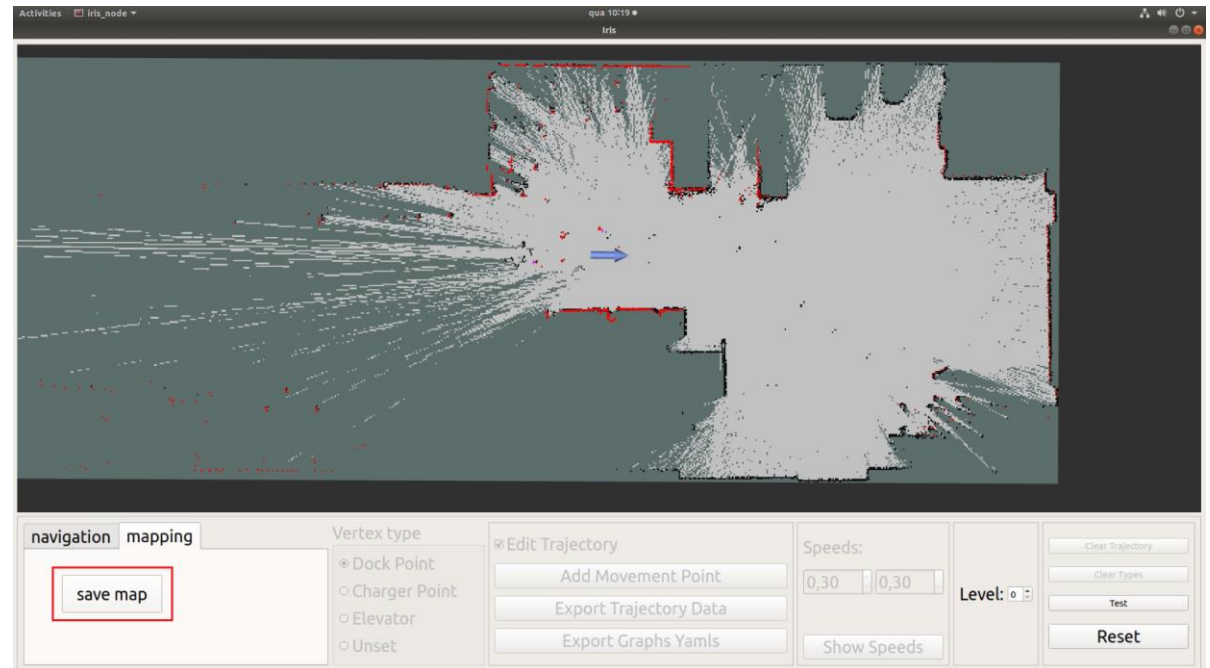 Activities iris_node qua 10:19
Iris
navigation mapping
save map
Vertex type
Dock Point
Charger Point
Elevator
Unset
Edit Trajectory
Add Movement Point
Export Trajectory Data
Export Graphs Yamls
Speeds:
0,30 0,30
Show Speeds
Level: 0
Clear Trajectory
Clear Types
Test
Reset